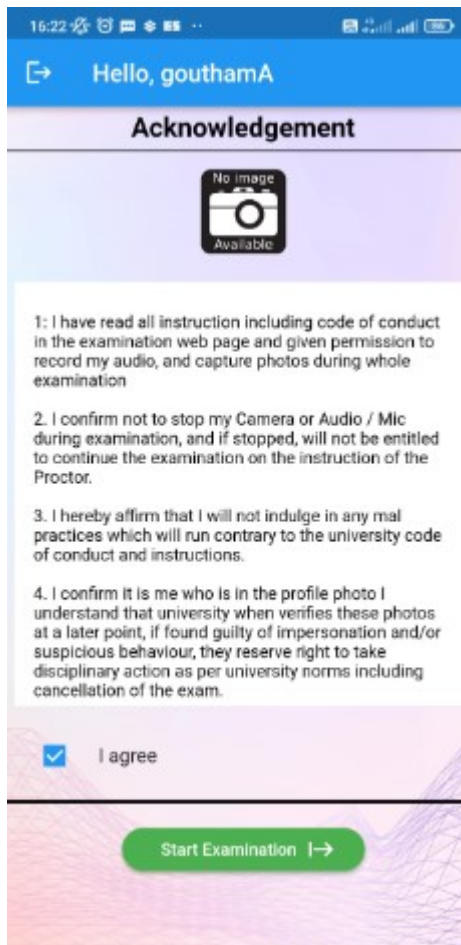 16:22
Hello, gouthamA
Acknowledgement
No image
Available
1: I have read all instruction including code of conduct
in the examination web page and given permission to
record my audio, and capture photos during whole
examination
2. I confirm not to stop my Camera or Audio / Mic
during examination, and if stopped, will not be entitled
to continue the examination on the instruction of the
Proctor.
3. I hereby affirm that I will not indulge in any mal
practices which will run contrary to the university code
of conduct and instructions.
4. I confirm it is me who is in the profile photo I
understand that university when verifies these photos
at a later point, if found guilty of impersonation and/or
suspicious behaviour, they reserve right to take
disciplinary action as per university norms including
cancellation of the exam.
I agree
Start Examination